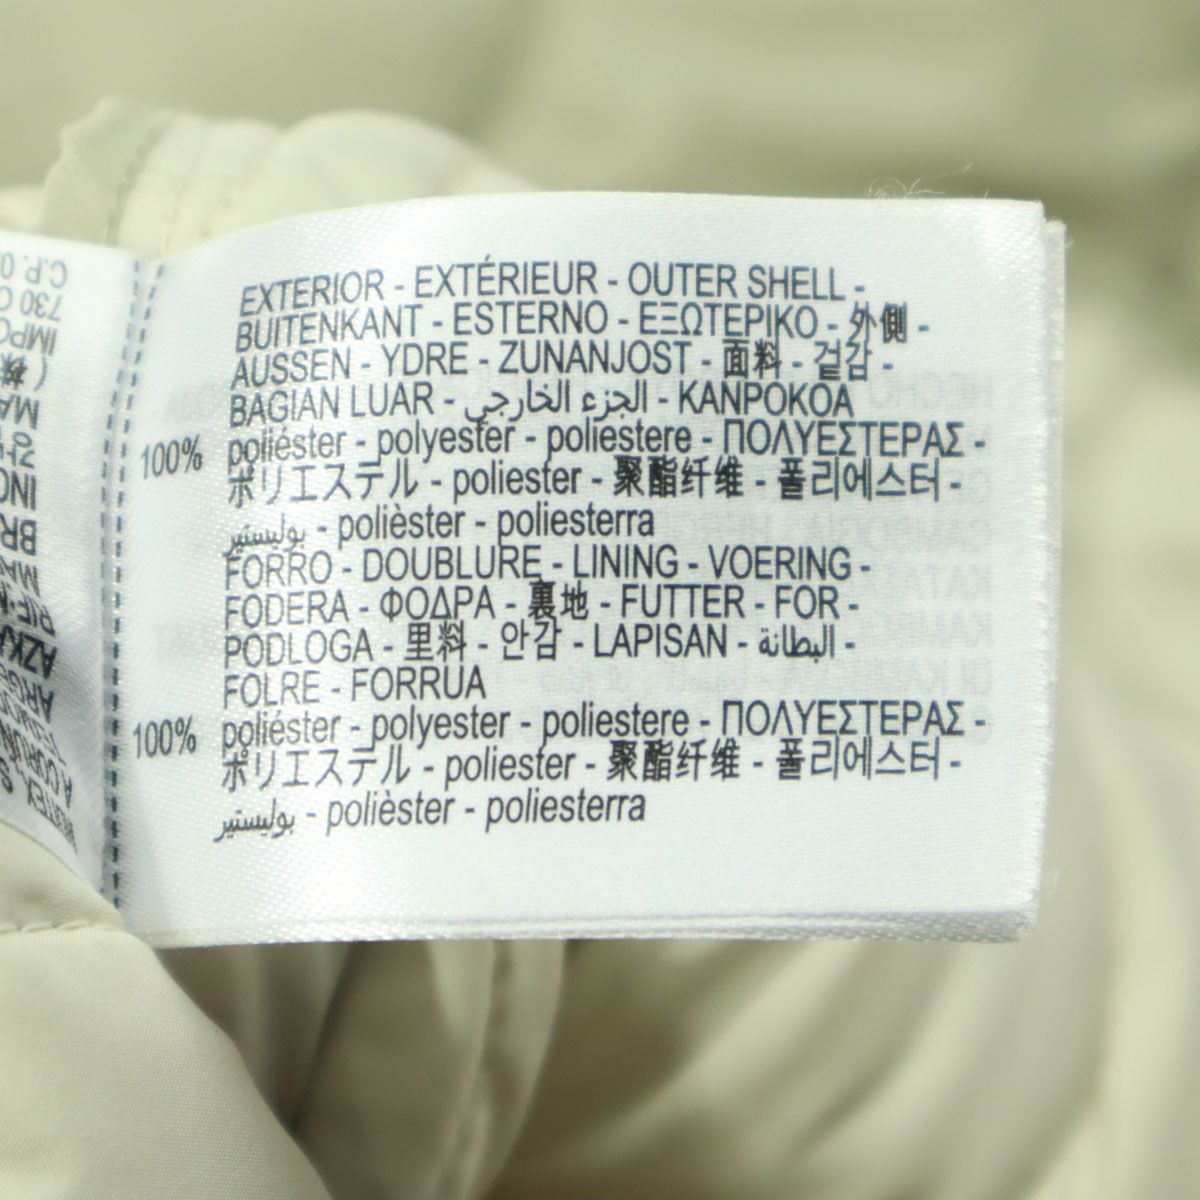 EXTERIOR - EXTÉRIEUR - OUTER SHELL -
BUITENKANT - ESTERNO - ΕΞΩΤΕΡΙΚΟ - 外側 -
AUSSEN - YDRE - ZUNANJOST - 面料 - 겉감 -
BAGIAN LUAR - الجزء الخارجي - KANPOKOA
100% poliéster - polyester - poliestere - ΠΟΛΥΕΣΤΕΡΑΣ -
ポリエステル - poliester - 聚酯纤维 - 폴리에스터 -
بوليستير - polièster - poliesterra
FORRO - DOUBLURE - LINING - VOERING -
FODERA - ΦΟΔΡΑ - 裏地 - FUTTER - FOR -
PODLOGA - 里料 - 안감 - LAPISAN - البطانة -
FOLRE - FORRUA
100% poliéster - polyester - poliestere - ΠΟΛΥΕΣΤΕΡΑΣ -
ポリエステル - poliester - 聚酯纤维 - 폴리에스터 -
بوليستير - polièster - poliesterra